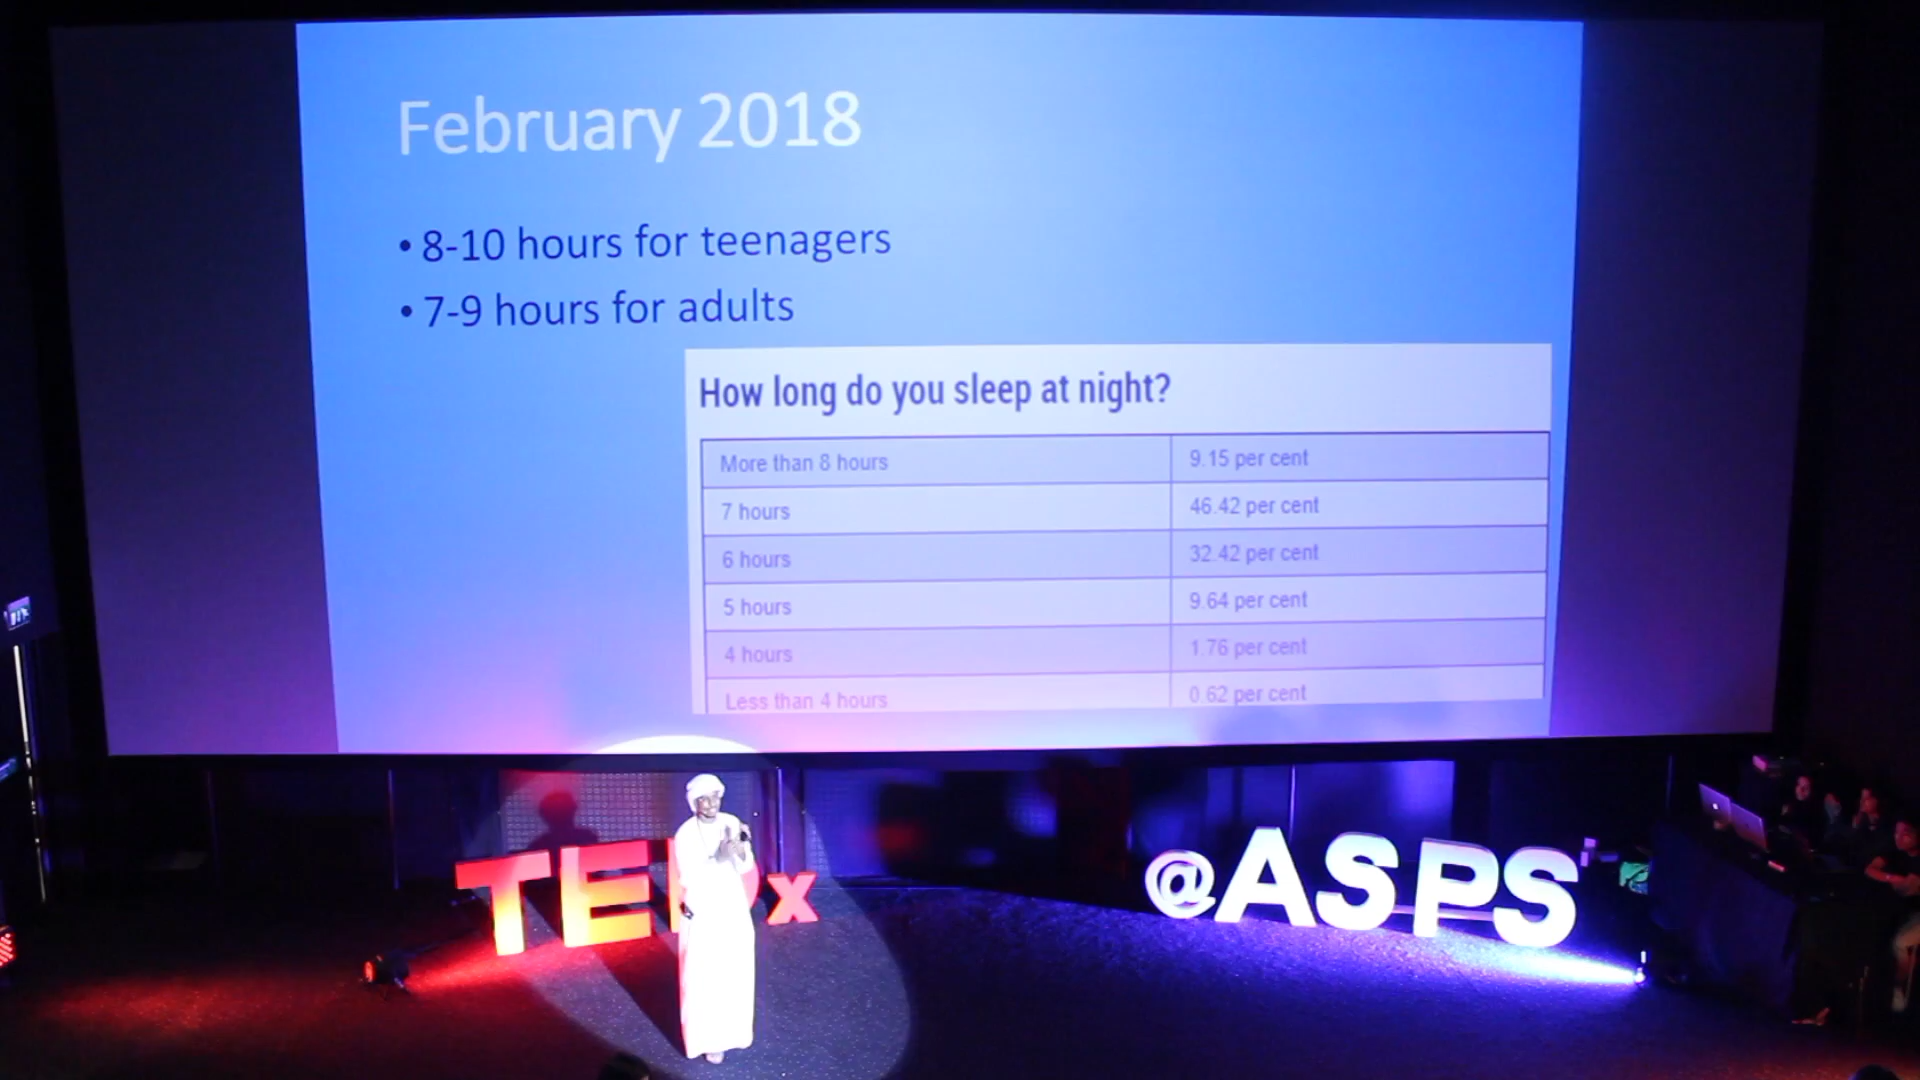 February 2018
• 8-10 hours for teenagers
• 7-9 hours for adults
How long do you sleep at night?
More than 8 hours 9.15 per cent
7 hours 46.42 per cent
6 hours 32.42 per cent
5 hours 9.64 per cent
4 hours 1.76 per cent
Less than 4 hours 0.62 per cent
TEDx @ASPS